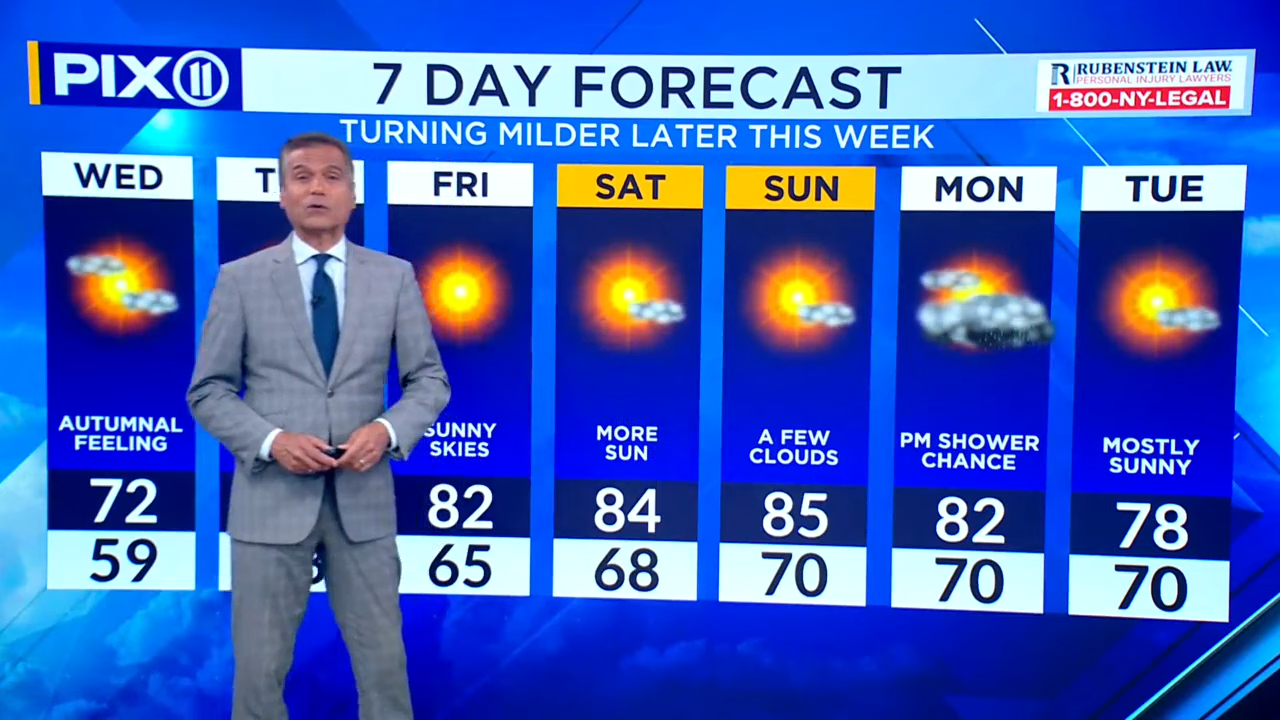 PIX 11
7 DAY FORECAST
R RUBENSTEIN LAW.
PERSONAL INJURY LAWYERS
1-800-NY-LEGAL
TURNING MILDER LATER THIS WEEK
WED
FRI
SAT
SUN
MON
TUE
AUTUMNAL
FEELING
SUNNY
SKIES
MORE
SUN
A FEW
CLOUDS
PM SHOWER
CHANCE
MOSTLY
SUNNY
72
82
84
85
82
78
59
65
68
70
70
70